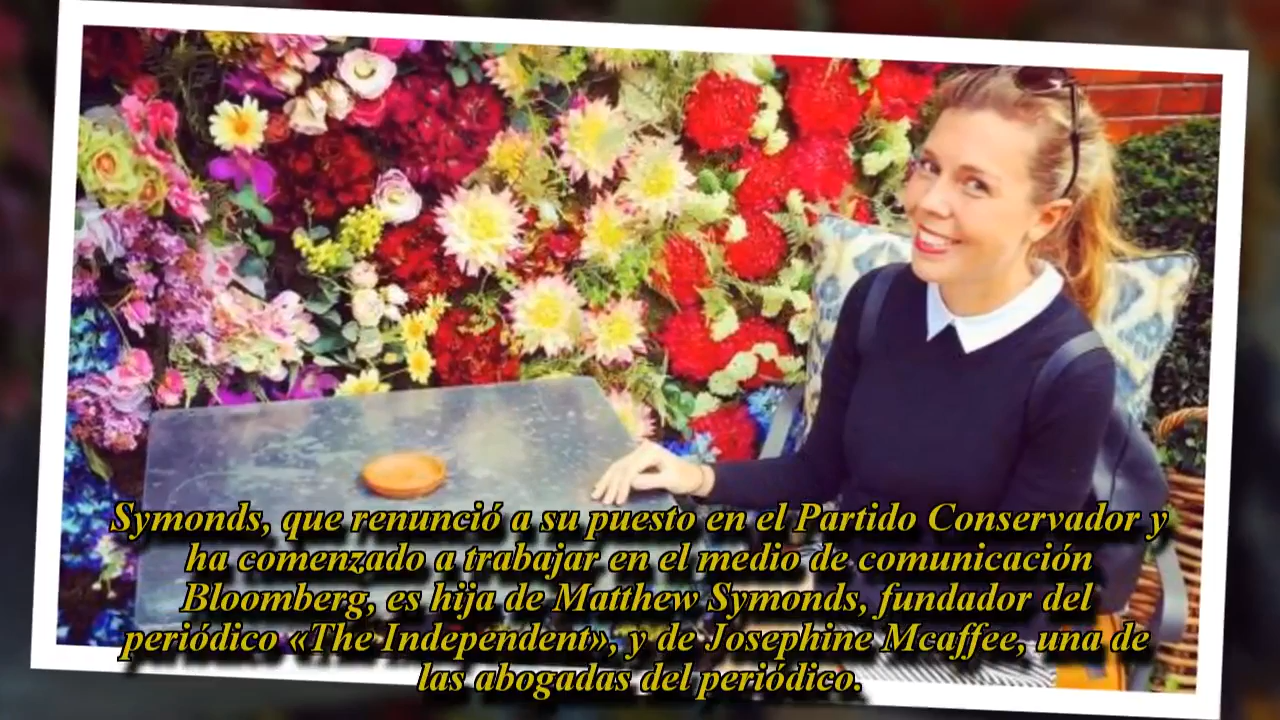 Symonds, que renunció a su puesto en el Partido Conservador y
ha comenzado a trabajar en el medio de comunicación
Bloomberg, es hija de Matthew Symonds, fundador del
periódico «The Independent», y de Josephine Mcaffee, una de
las abogadas del periódico.